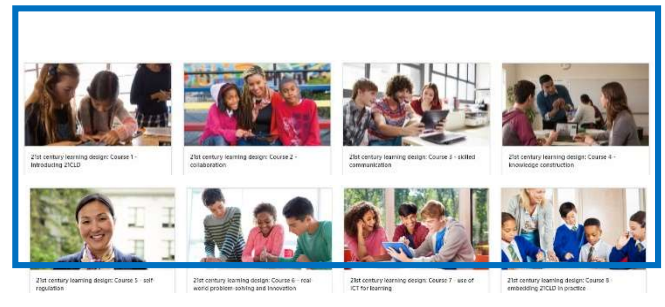 21st century learning design: Course 1 -
Introducing 21CLD
21st century learning design: Course 2 -
collaboration
21st century learning design: Course 3 - skilled
communication
21st century learning design: Course 4 -
knowledge construction
21st century learning design: Course 5 - self-
regulation
21st century learning design: Course 6 - real-
world problem-solving and innovation
21st century learning design: Course 7 - use of
ICT for learning
21st century learning design: Course 8 -
embedding 21CLD in practice